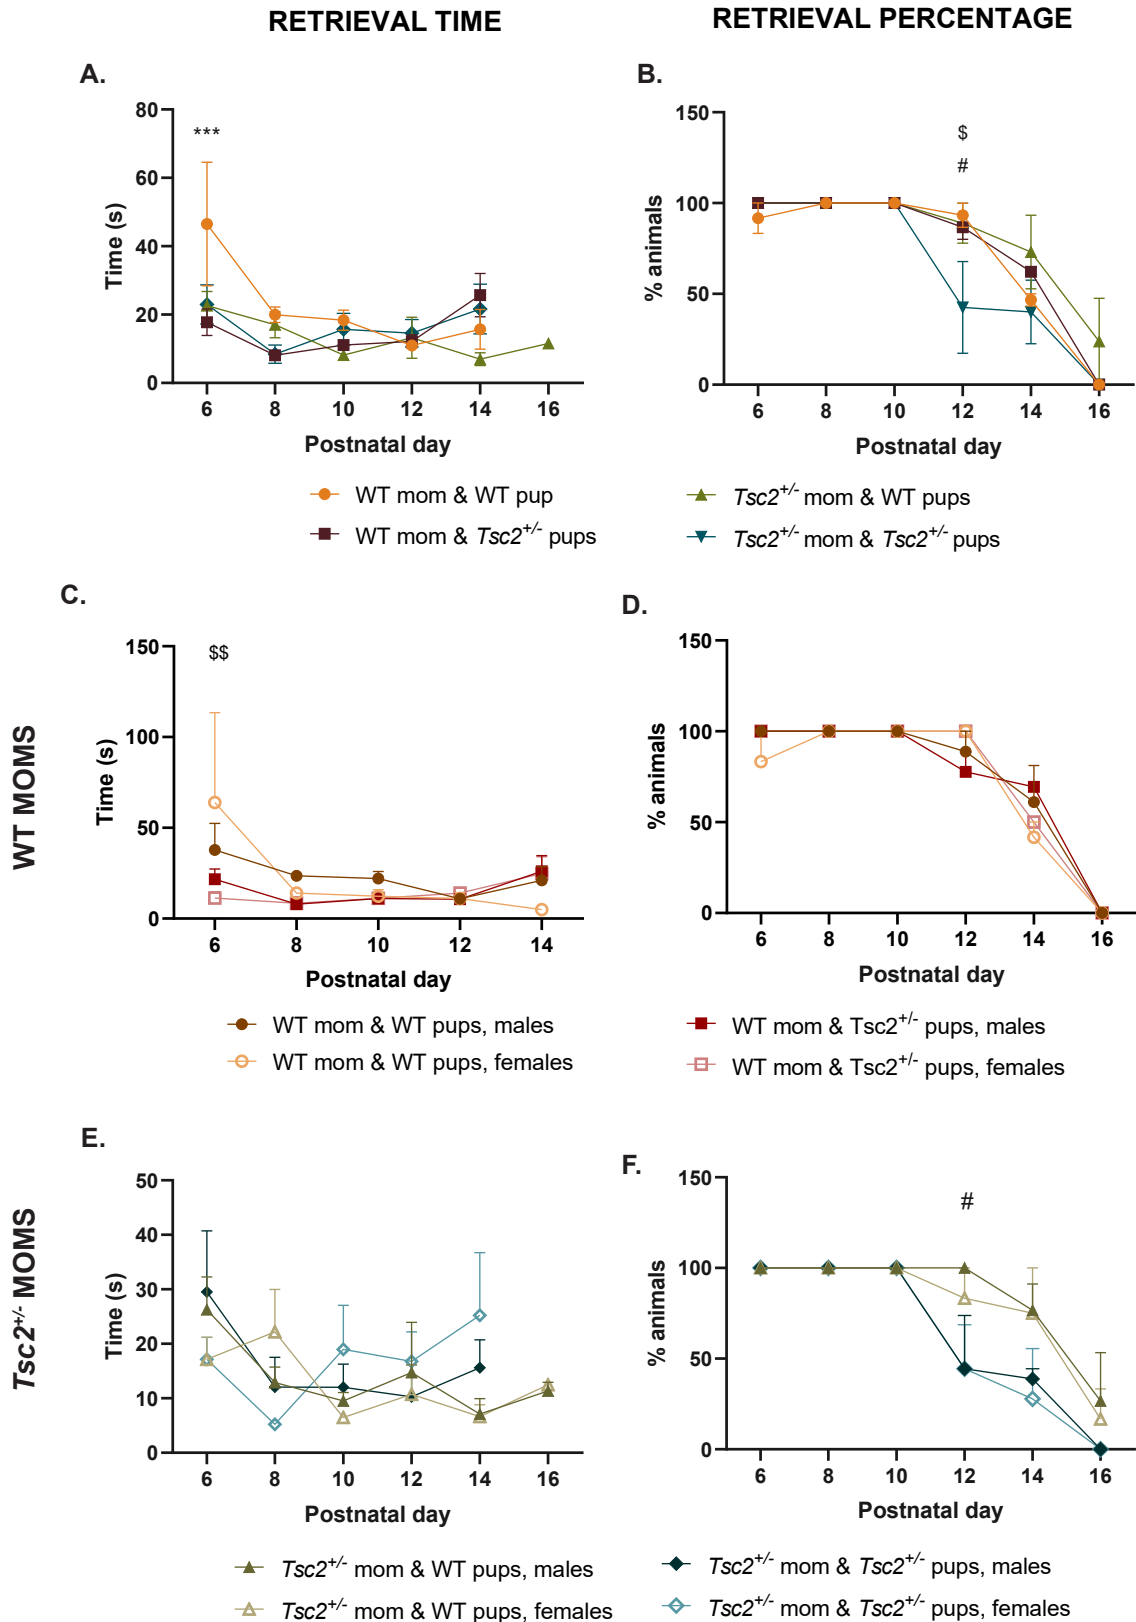 RETRIEVAL TIME
RETRIEVAL PERCENTAGE
A.
80
60
40
20
0
Time (s)
***
6 8 10 12 14 16
Postnatal day
B.
150
100
50
0
% animals
$
#
6 8 10 12 14 16
Postnatal day
WT mom & WT pup
WT mom & Tsc2+/- pups
Tsc2+/- mom & WT pups
Tsc2+/- mom & Tsc2+/- pups
WT MOMS
C.
150
100
50
0
Time (s)
$$
6 8 10 12 14
Postnatal day
D.
150
100
50
0
% animals
6 8 10 12 14 16
Postnatal day
WT mom & WT pups, males
WT mom & WT pups, females
WT mom & Tsc2+/- pups, males
WT mom & Tsc2+/- pups, females
Tsc2+/- MOMS
E.
50
40
30
20
10
0
Time (s)
6 8 10 12 14 16
Postnatal day
F.
150
100
50
0
% animals
#
6 8 10 12 14 16
Postnatal day
Tsc2+/- mom & WT pups, males
Tsc2+/- mom & WT pups, females
Tsc2+/- mom & Tsc2+/- pups, males
Tsc2+/- mom & Tsc2+/- pups, females